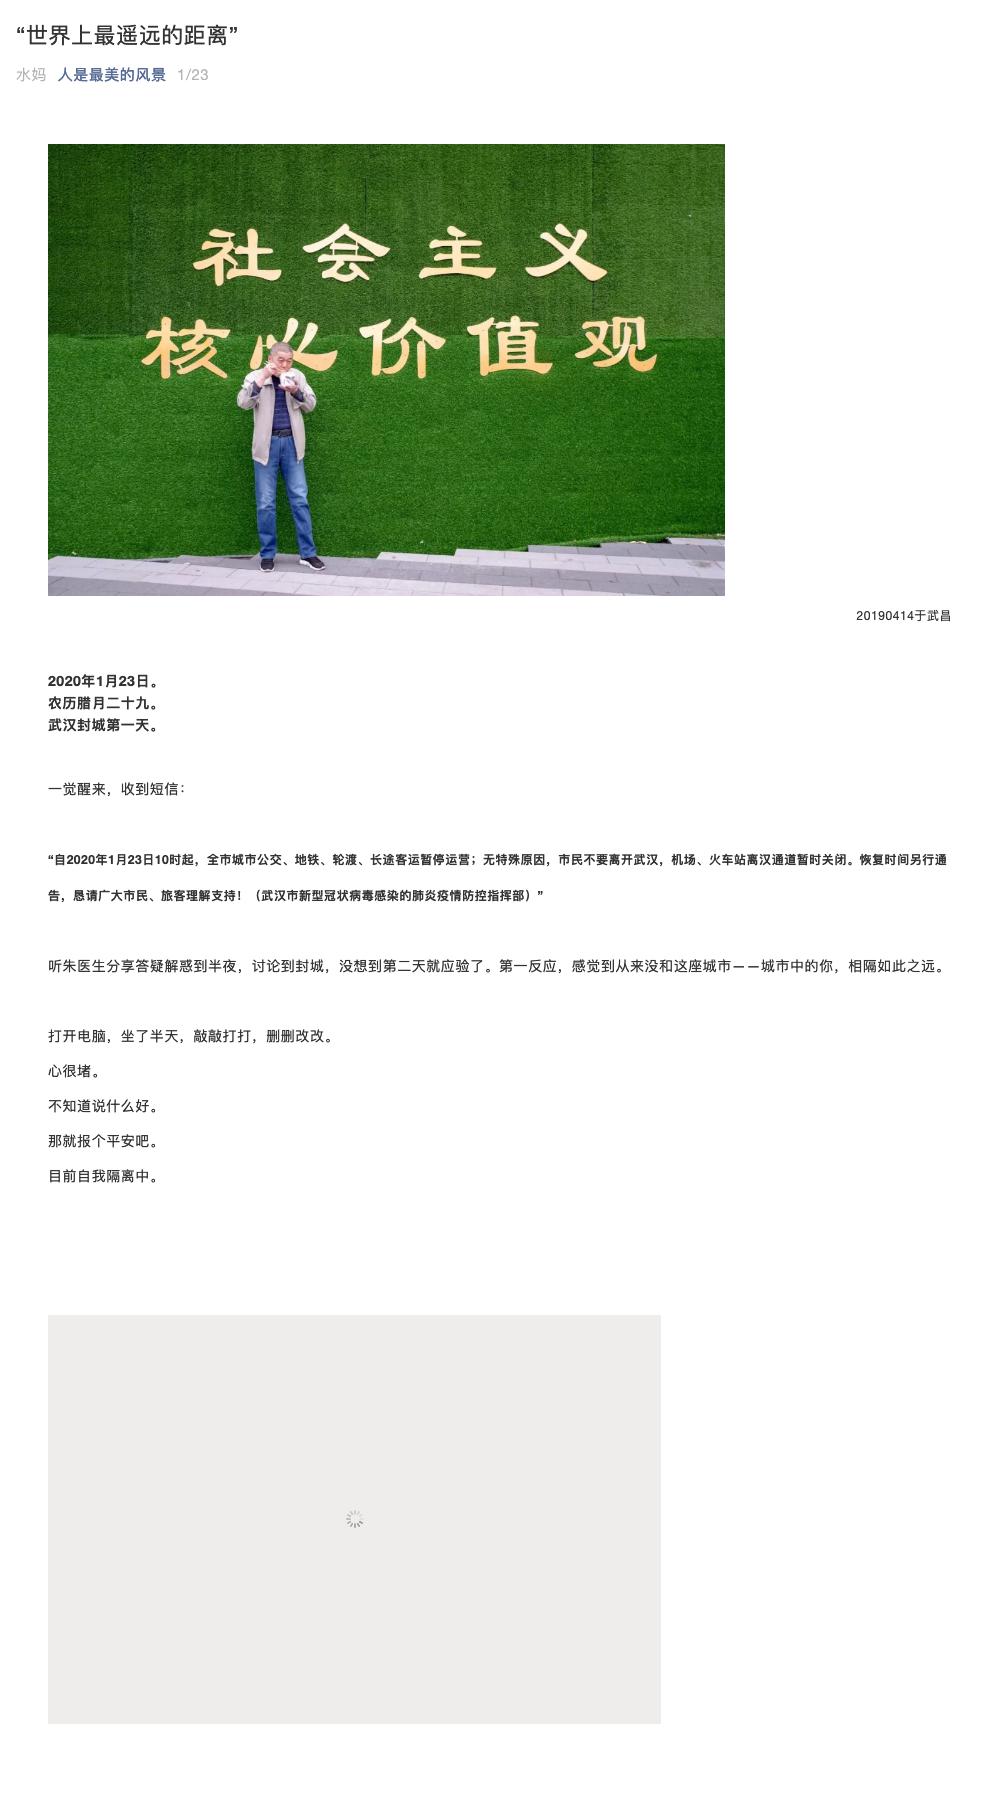 “世界上最遥远的距离”
水妈 人是最美的风景 1/23
社会主义
核心价值观
20190414于武昌
2020年1月23日。
农历腊月二十九。
武汉封城第一天。
一觉醒来，收到短信：
“自2020年1月23日10时起，全市城市公交、地铁、轮渡、长途客运暂停运营；无特殊原因，市民不要离开武汉，机场、火车站离汉通道暂时关闭。恢复时间另行通
告，恳请广大市民、旅客理解支持！（武汉市新型冠状病毒感染的肺炎疫情防控指挥部）”
听朱医生分享答疑解惑到半夜，讨论到封城，没想到第二天就应验了。第一反应，感觉到从来没和这座城市——城市中的你，相隔如此之远。
打开电脑，坐了半天，敲敲打打，删删改改。
心很堵。
不知道说什么好。
那就报个平安吧。
目前自我隔离中。